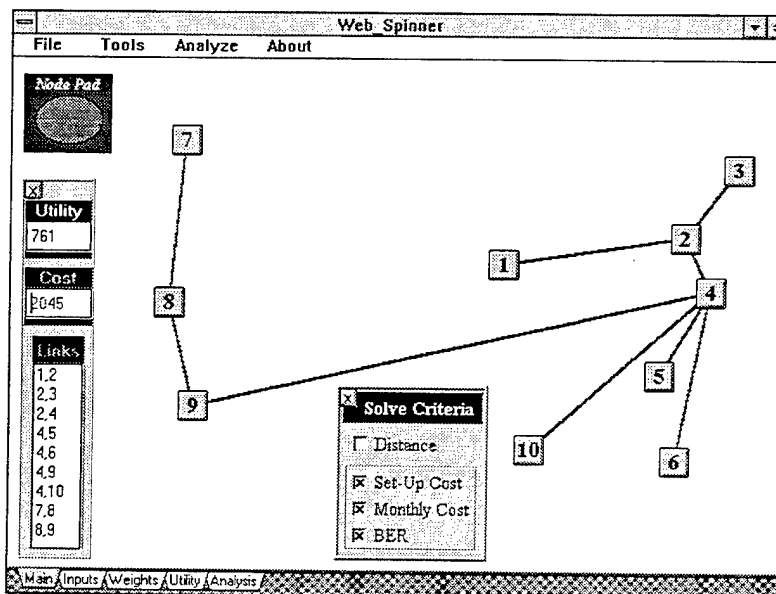 Web_Spinner
File Tools Analyze About
Node Pad
7
3
2
1
4
8
5
9
10
6
Utility
761
Cost
2045
Links
1,2
2,3
2,4
4,5
4,6
4,9
4,10
7,8
8,9
Solve Criteria
Distance
Set-Up Cost
Monthly Cost
BER
Main Inputs Weights Utility Analysis